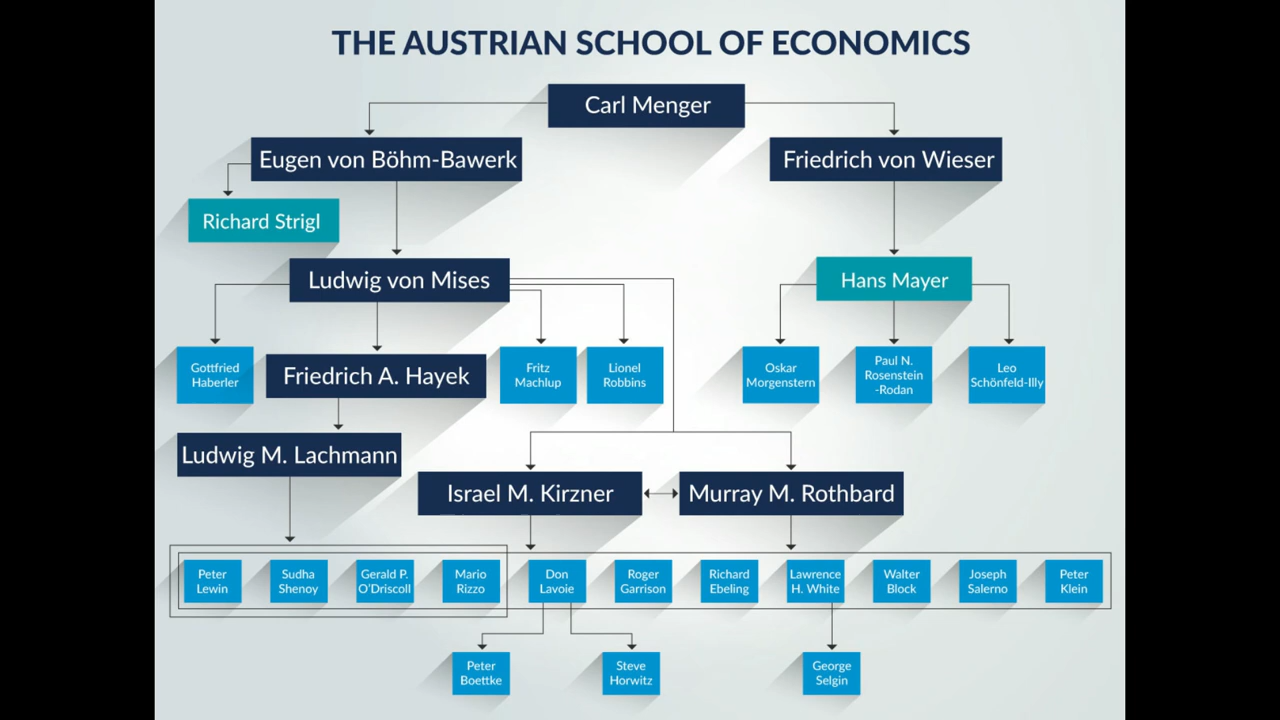 THE AUSTRIAN SCHOOL OF ECONOMICS
Carl Menger
Eugen von Böhm-Bawerk
Friedrich von Wieser
Richard Strigl
Ludwig von Mises
Hans Mayer
Gottfried
Haberler
Friedrich A. Hayek
Fritz
Machlup
Lionel
Robbins
Oskar
Morgenstern
Paul N.
Rosenstein
-Rodan
Leo
Schönfeld-Illy
Ludwig M. Lachmann
Israel M. Kirzner
Murray M. Rothbard
Peter
Lewin
Sudha
Shenoy
Gerald P.
O'Driscoll
Mario
Rizzo
Don
Lavoie
Roger
Garrison
Richard
Ebeling
Lawrence
H. White
Walter
Block
Joseph
Salerno
Peter
Klein
Peter
Boettke
Steve
Horwitz
George
Selgin